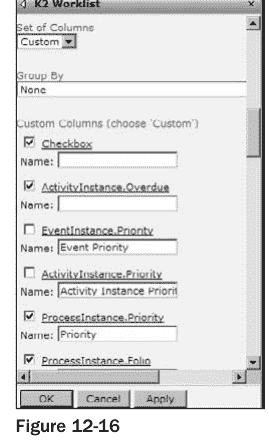 K2 Worklist
Set of Columns
Custom
Group By
None
Custom Columns (choose 'Custom')
Checkbox
Name:
ActivityInstance.Overdue
Name:
EventInstance.Priority
Name: Event Priority
ActivityInstance.Priority
Name: Activity Instance Priorit
ProcessInstance.Priority
Name: Priority
ProcessInstance.Folio
OK Cancel Apply
Figure 12-16